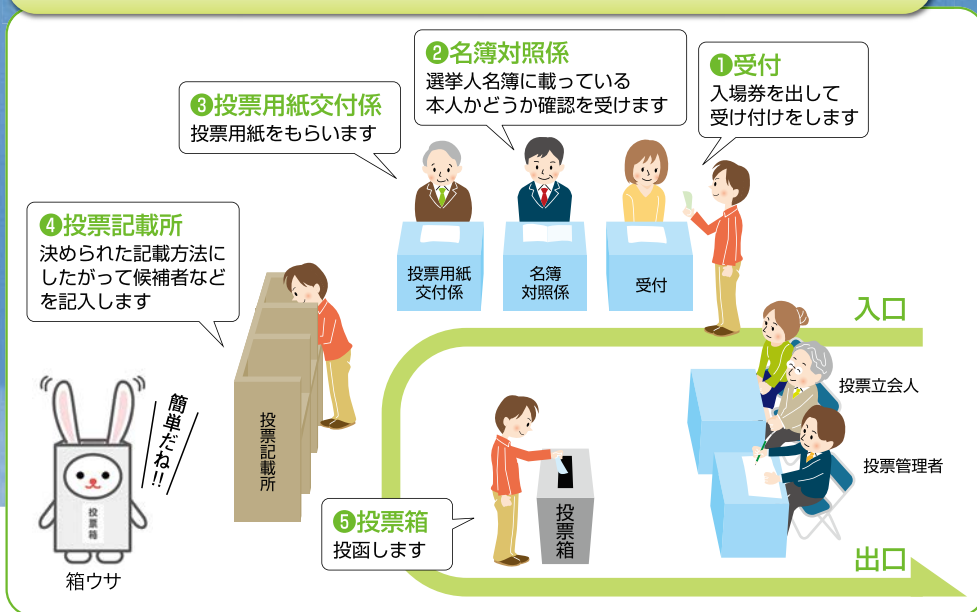 ❶受付
入場券を出して
受け付けをします
❷名簿対照係
選挙人名簿に載っている
本人かどうか確認を受けます
❸投票用紙交付係
投票用紙をもらいます
❹投票記載所
決められた記載方法に
したがって候補者など
を記入します
❺投票箱
投函します
投票用紙
交付係
名簿
対照係
受付
入口
投票立会人
投票管理者
出口
投票記載所
投票箱
簡単だね!!
投票箱
箱ウサ